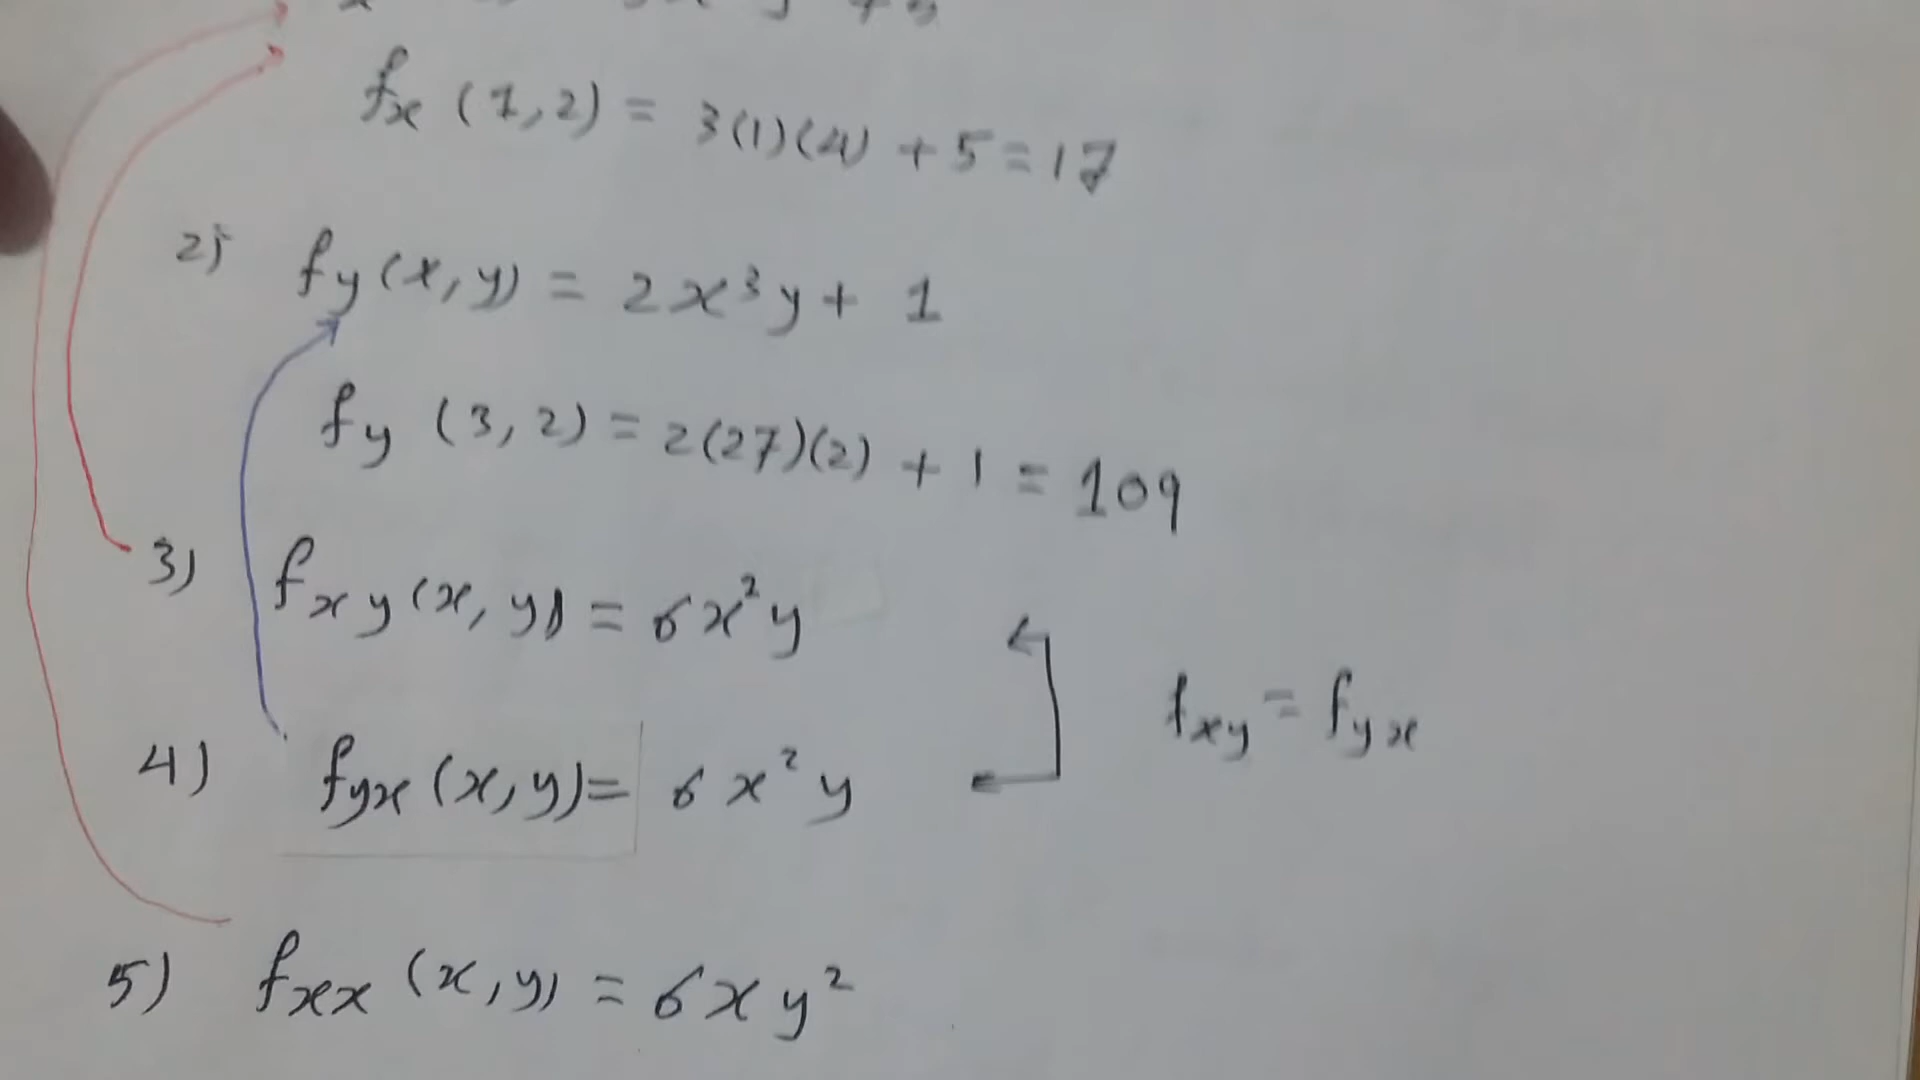 fx (1,2) = 3(1)(4) + 5 = 17
2) fy (x, y) = 2x³y + 1
fy (3, 2) = 2(27)(2) + 1 = 109
3) fxy (x, y) = 6x²y
fxy = fyx
4) fyx (x, y) = 6x²y
5) fxx (x, y) = 6xy²